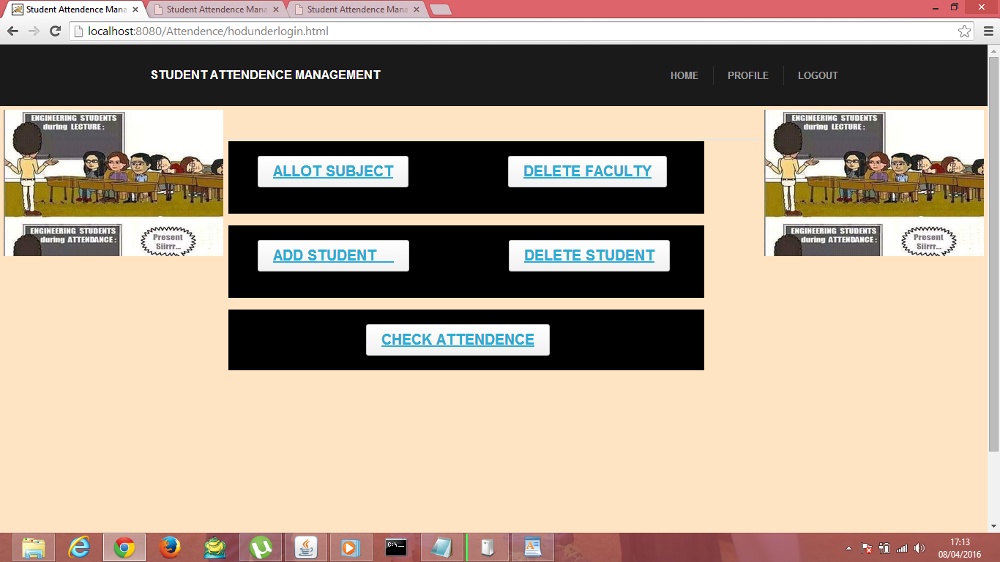 Student Attendence Mana
Student Attendence Mana
Student Attendence Mana
localhost:8080/Attendence/hodunderlogin.html
STUDENT ATTENDENCE MANAGEMENT
HOME
PROFILE
LOGOUT
ENGINEERING STUDENTS
during LECTURE :
ENGINEERING STUDENTS
during ATTENDANCE :
Present
Siirrr...
ALLOT SUBJECT
DELETE FACULTY
ADD STUDENT
DELETE STUDENT
CHECK ATTENDENCE
ENGINEERING STUDENTS
during LECTURE :
ENGINEERING STUDENTS
during ATTENDANCE :
Present
Siirrr...
17:13
08/04/2016